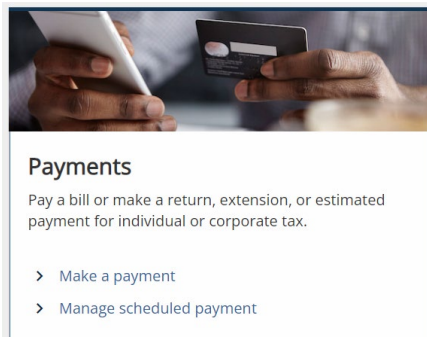 Payments
Pay a bill or make a return, extension, or estimated
payment for individual or corporate tax.
Make a payment
Manage scheduled payment